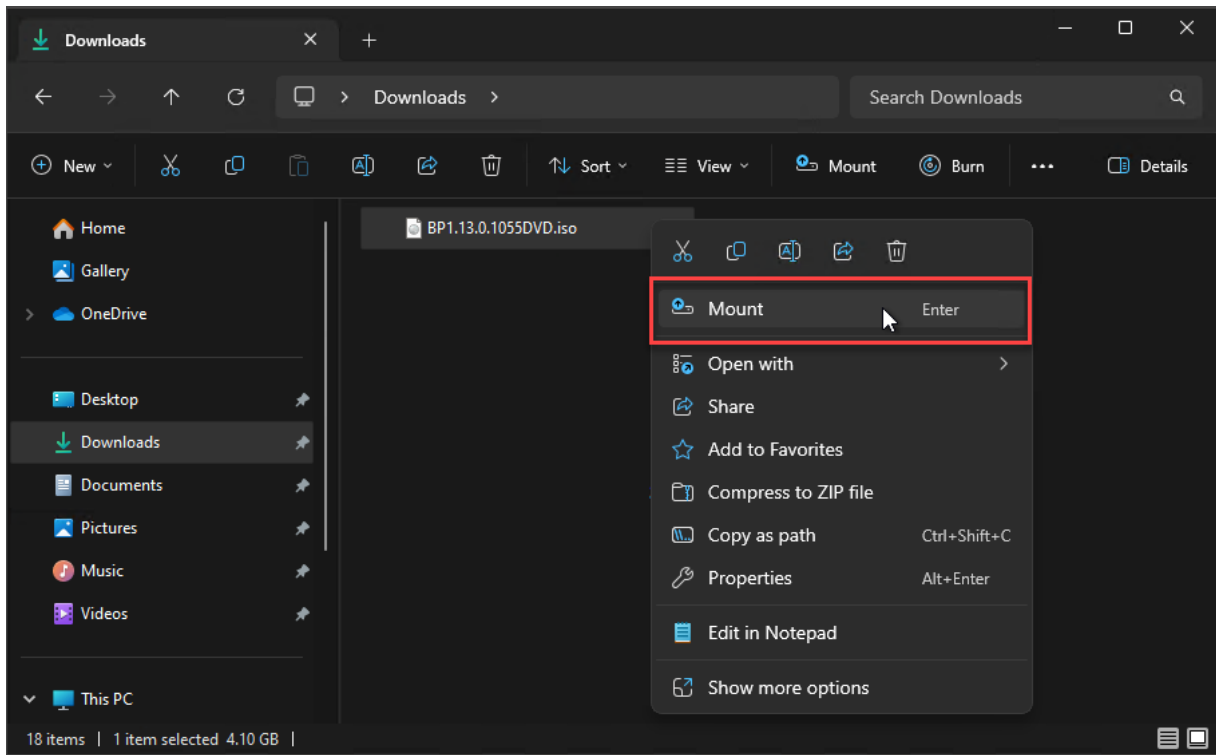 Downloads
Downloads
Search Downloads
New
Sort
View
Mount
Burn
Details
Home
Gallery
OneDrive
Desktop
Downloads
Documents
Pictures
Music
Videos
This PC
BP1.13.0.1055DVD.iso
Mount Enter
Open with
Share
Add to Favorites
Compress to ZIP file
Copy as path Ctrl+Shift+C
Properties Alt+Enter
Edit in Notepad
Show more options
18 items | 1 item selected 4.10 GB |